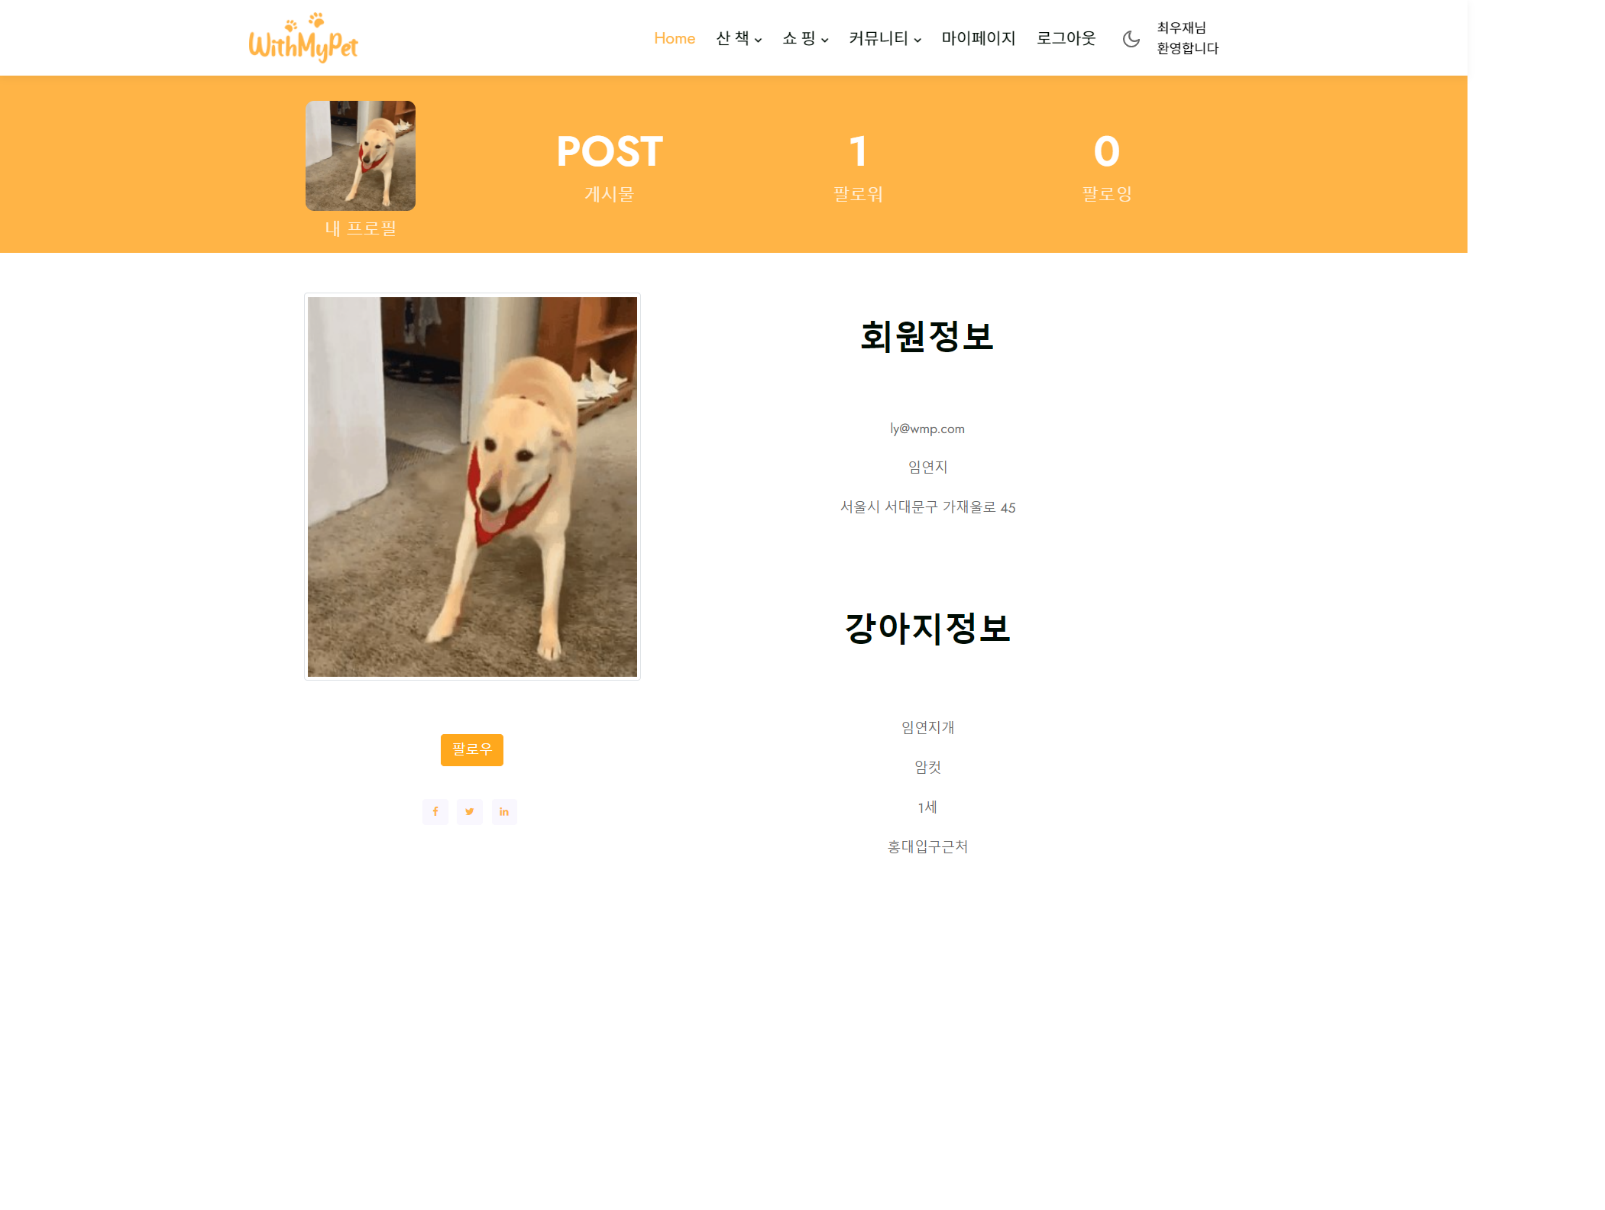 WithMyPet
Home 산 책 쇼 핑 커뮤니티 마이페이지 로그아웃
최우재님
환영합니다
POST
게시물
1
팔로워
0
팔로잉
내 프로필
회원정보
ly@wmp.com
임연지
서울시 서대문구 가재울로 45
강아지정보
임연지개
암컷
1세
홍대입구근처
팔로우